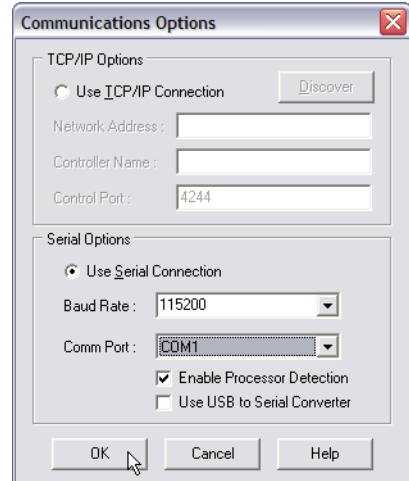 Communications Options
TCP/IP Options
Use TCP/IP Connection
Discover
Network Address :
Controller Name :
Control Port :
4244
Serial Options
Use Serial Connection
Baud Rate :
115200
Comm Port :
COM1
Enable Processor Detection
Use USB to Serial Converter
OK
Cancel
Help